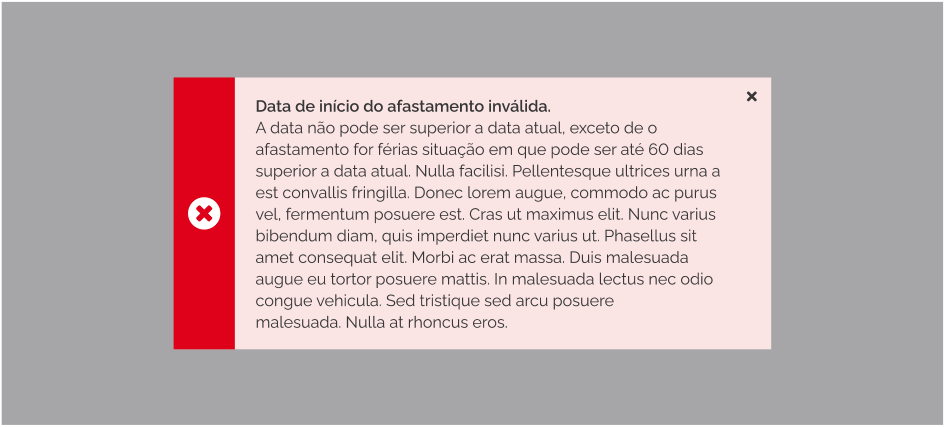 Data de início do afastamento inválida.
A data não pode ser superior a data atual, exceto de o
afastamento for férias situação em que pode ser até 60 dias
superior a data atual. Nulla facilisi. Pellentesque ultrices urna a
est convallis fringilla. Donec lorem augue, commodo ac purus
vel, fermentum posuere est. Cras ut maximus elit. Nunc varius
bibendum diam, quis imperdiet nunc varius ut. Phasellus sit
amet consequat elit. Morbi ac erat massa. Duis malesuada
augue eu tortor posuere mattis. In malesuada lectus nec odio
congue vehicula. Sed tristique sed arcu posuere
malesuada. Nulla at rhoncus eros.